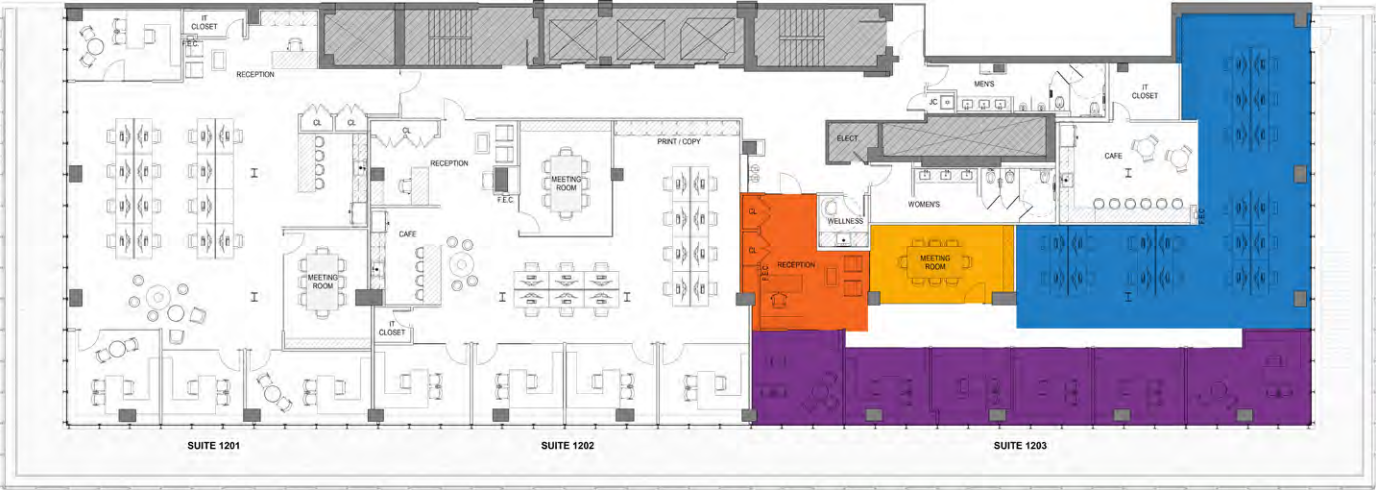 IT
CLOSET
F.E.C.
RECEPTION
MEN'S
JC
IT
CLOSET
CL
CL
CL
PRINT / COPY
ELECT.
CAFE
RECEPTION
MEETING
ROOM
F.E.C.
WOMEN'S
WELLNESS
CL
F.E.C.
CAFE
CL
RECEPTION
F.E.C.
MEETING
ROOM
MEETING
ROOM
IT
CLOSET
SUITE 1201
SUITE 1202
SUITE 1203